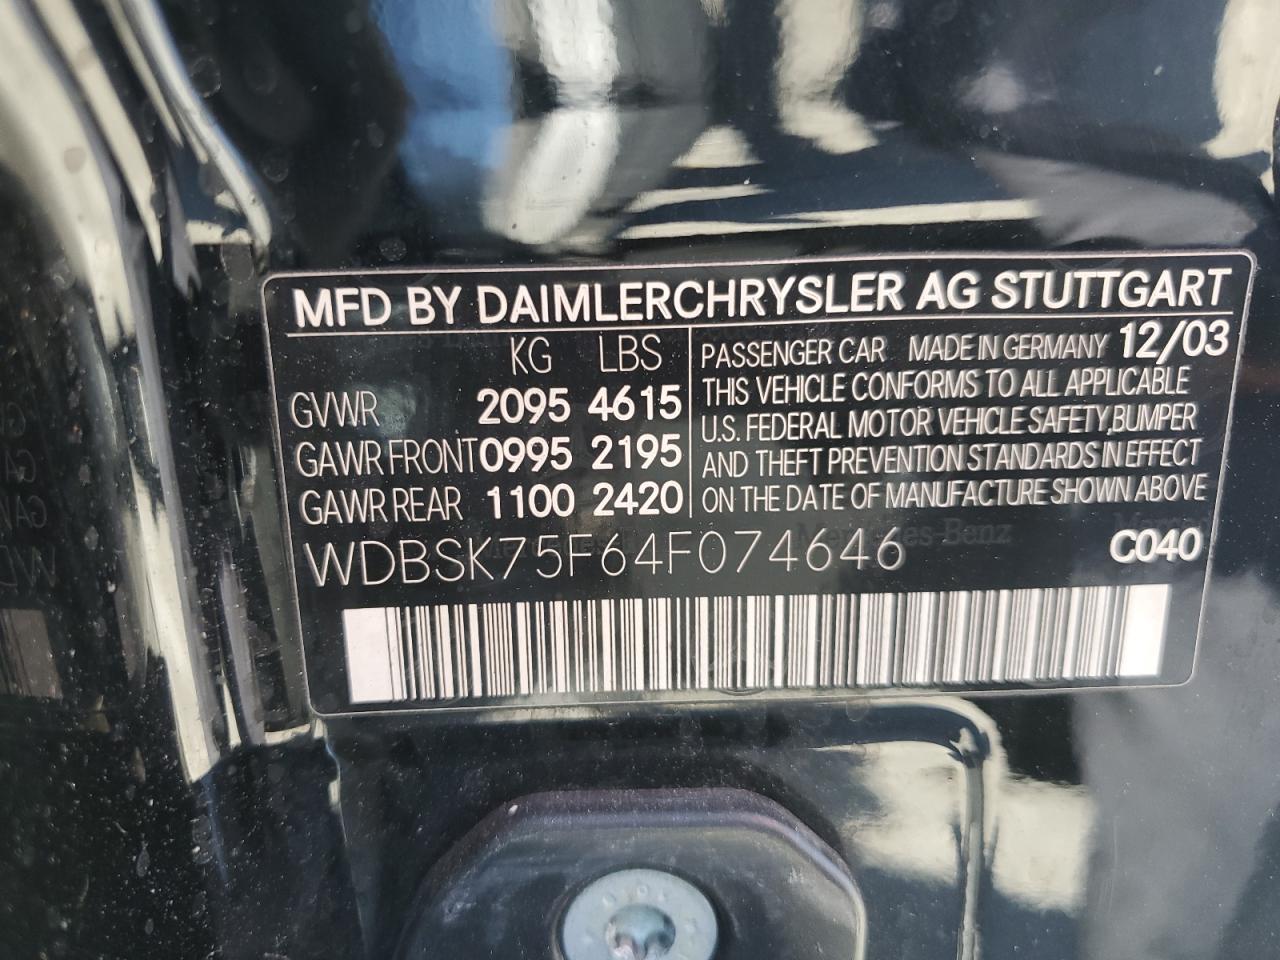 MFD BY DAIMLERCHRYSLER AG STUTTGART
KG LBS
GVWR 2095 4615
GAWR FRONT 0995 2195
GAWR REAR 1100 2420
PASSENGER CAR MADE IN GERMANY 12/03
THIS VEHICLE CONFORMS TO ALL APPLICABLE
U.S. FEDERAL MOTOR VEHICLE SAFETY, BUMPER
AND THEFT PREVENTION STANDARDS IN EFFECT
ON THE DATE OF MANUFACTURE SHOWN ABOVE
Mercedes-Benz
WDBSK75F64F074646 C040